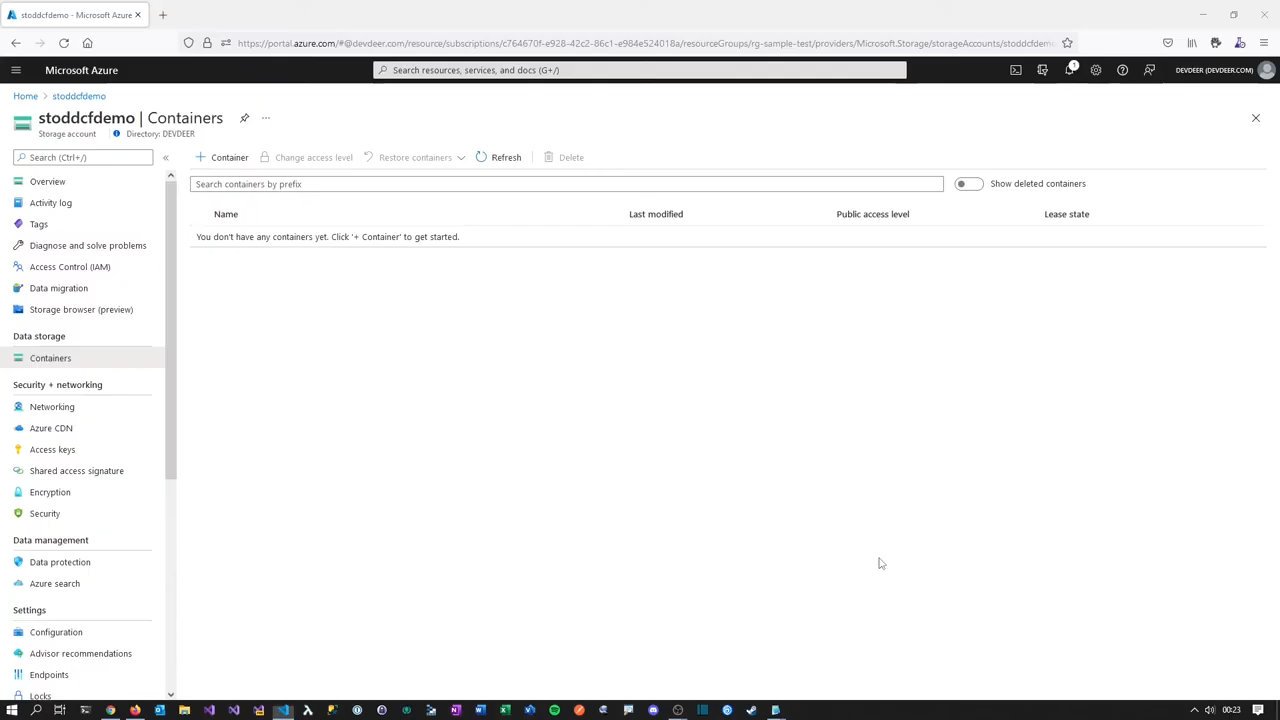 stoddcfdemo - Microsoft Azure
https://portal.azure.com/#@devdeer.com/resource/subscriptions/c764670f-e928-42c2-86c1-e984e524018a/resourceGroups/rg-sample-test/providers/Microsoft.Storage/storageAccounts/stoddcfdemo
Microsoft Azure
Search resources, services, and docs (G+/)
1
DEVDEER (DEVDEER.COM)
Home > stoddcfdemo
stoddcfdemo | Containers
Storage account
Directory: DEVDEER
Search (Ctrl+/)
Container
Change access level
Restore containers
Refresh
Delete
Overview
Search containers by prefix
Show deleted containers
Activity log
Name
Last modified
Public access level
Lease state
Tags
You don't have any containers yet. Click '+ Container' to get started.
Diagnose and solve problems
Access Control (IAM)
Data migration
Storage browser (preview)
Data storage
Containers
Security + networking
Networking
Azure CDN
Access keys
Shared access signature
Encryption
Security
Data management
Data protection
Azure search
Settings
Configuration
Advisor recommendations
Endpoints
Locks
00:23